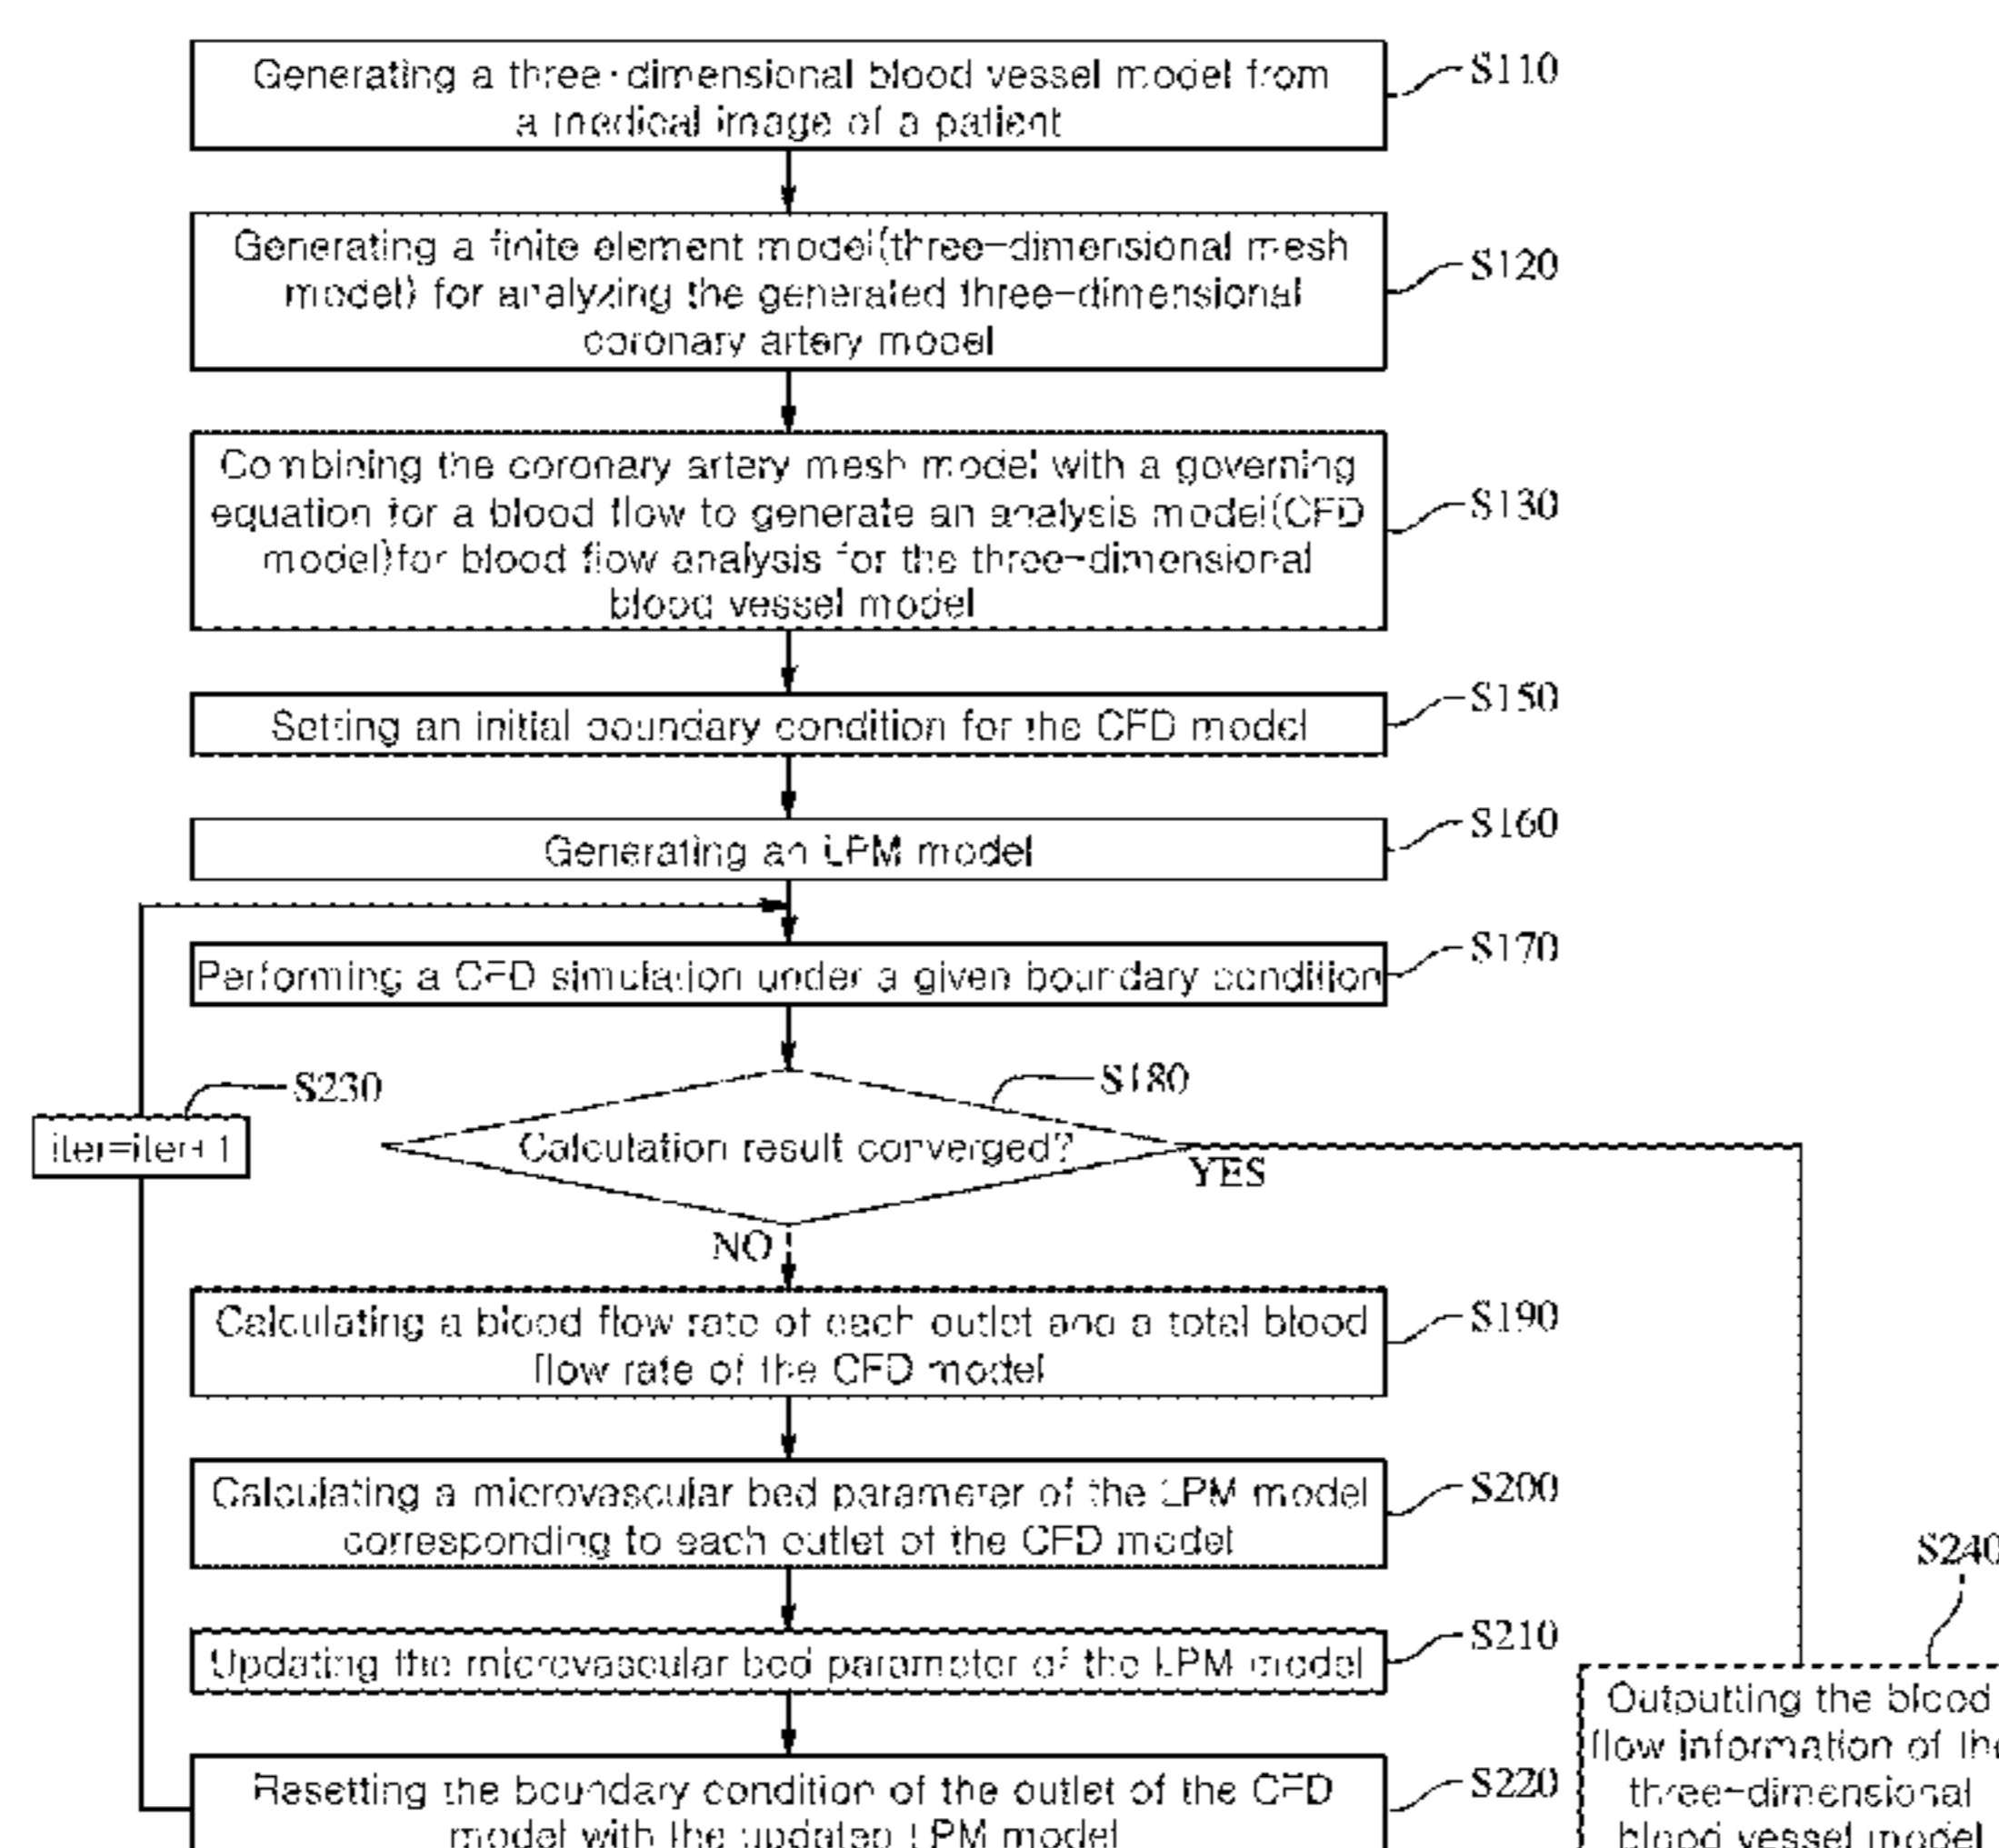 Generating a three-dimensional blood vessel model from
a medical image of a patient
S110
Generating a finite element model(three-dimensional mesh
model) for analyzing the generated three-dimensional
coronary artery model
S120
Combining the coronary artery mesh model with a governing
equation for a blood flow to generate an analysis model(CFD
model)for blood flow analysis for the three-dimensional
blood vessel model
S130
Setting an initial boundary condition for the CFD model
S150
Generating an LPM model
S160
Performing a CFD simulation under a given boundary condition
S170
S230
iter=iter+1
S180
Calculation result converged?
YES
NO
Calculating a blood flow rate of each outlet and a total blood
flow rate of the CFD model
S190
Calculating a microvascular bed parameter of the LPM model
corresponding to each outlet of the CFD model
S200
Updating the microvascular bed parameter of the LPM model
S210
Resetting the boundary condition of the outlet of the CFD
model with the updated LPM model
S220
S240
Outputting the blood
flow information of the
three-dimensional
blood vessel model